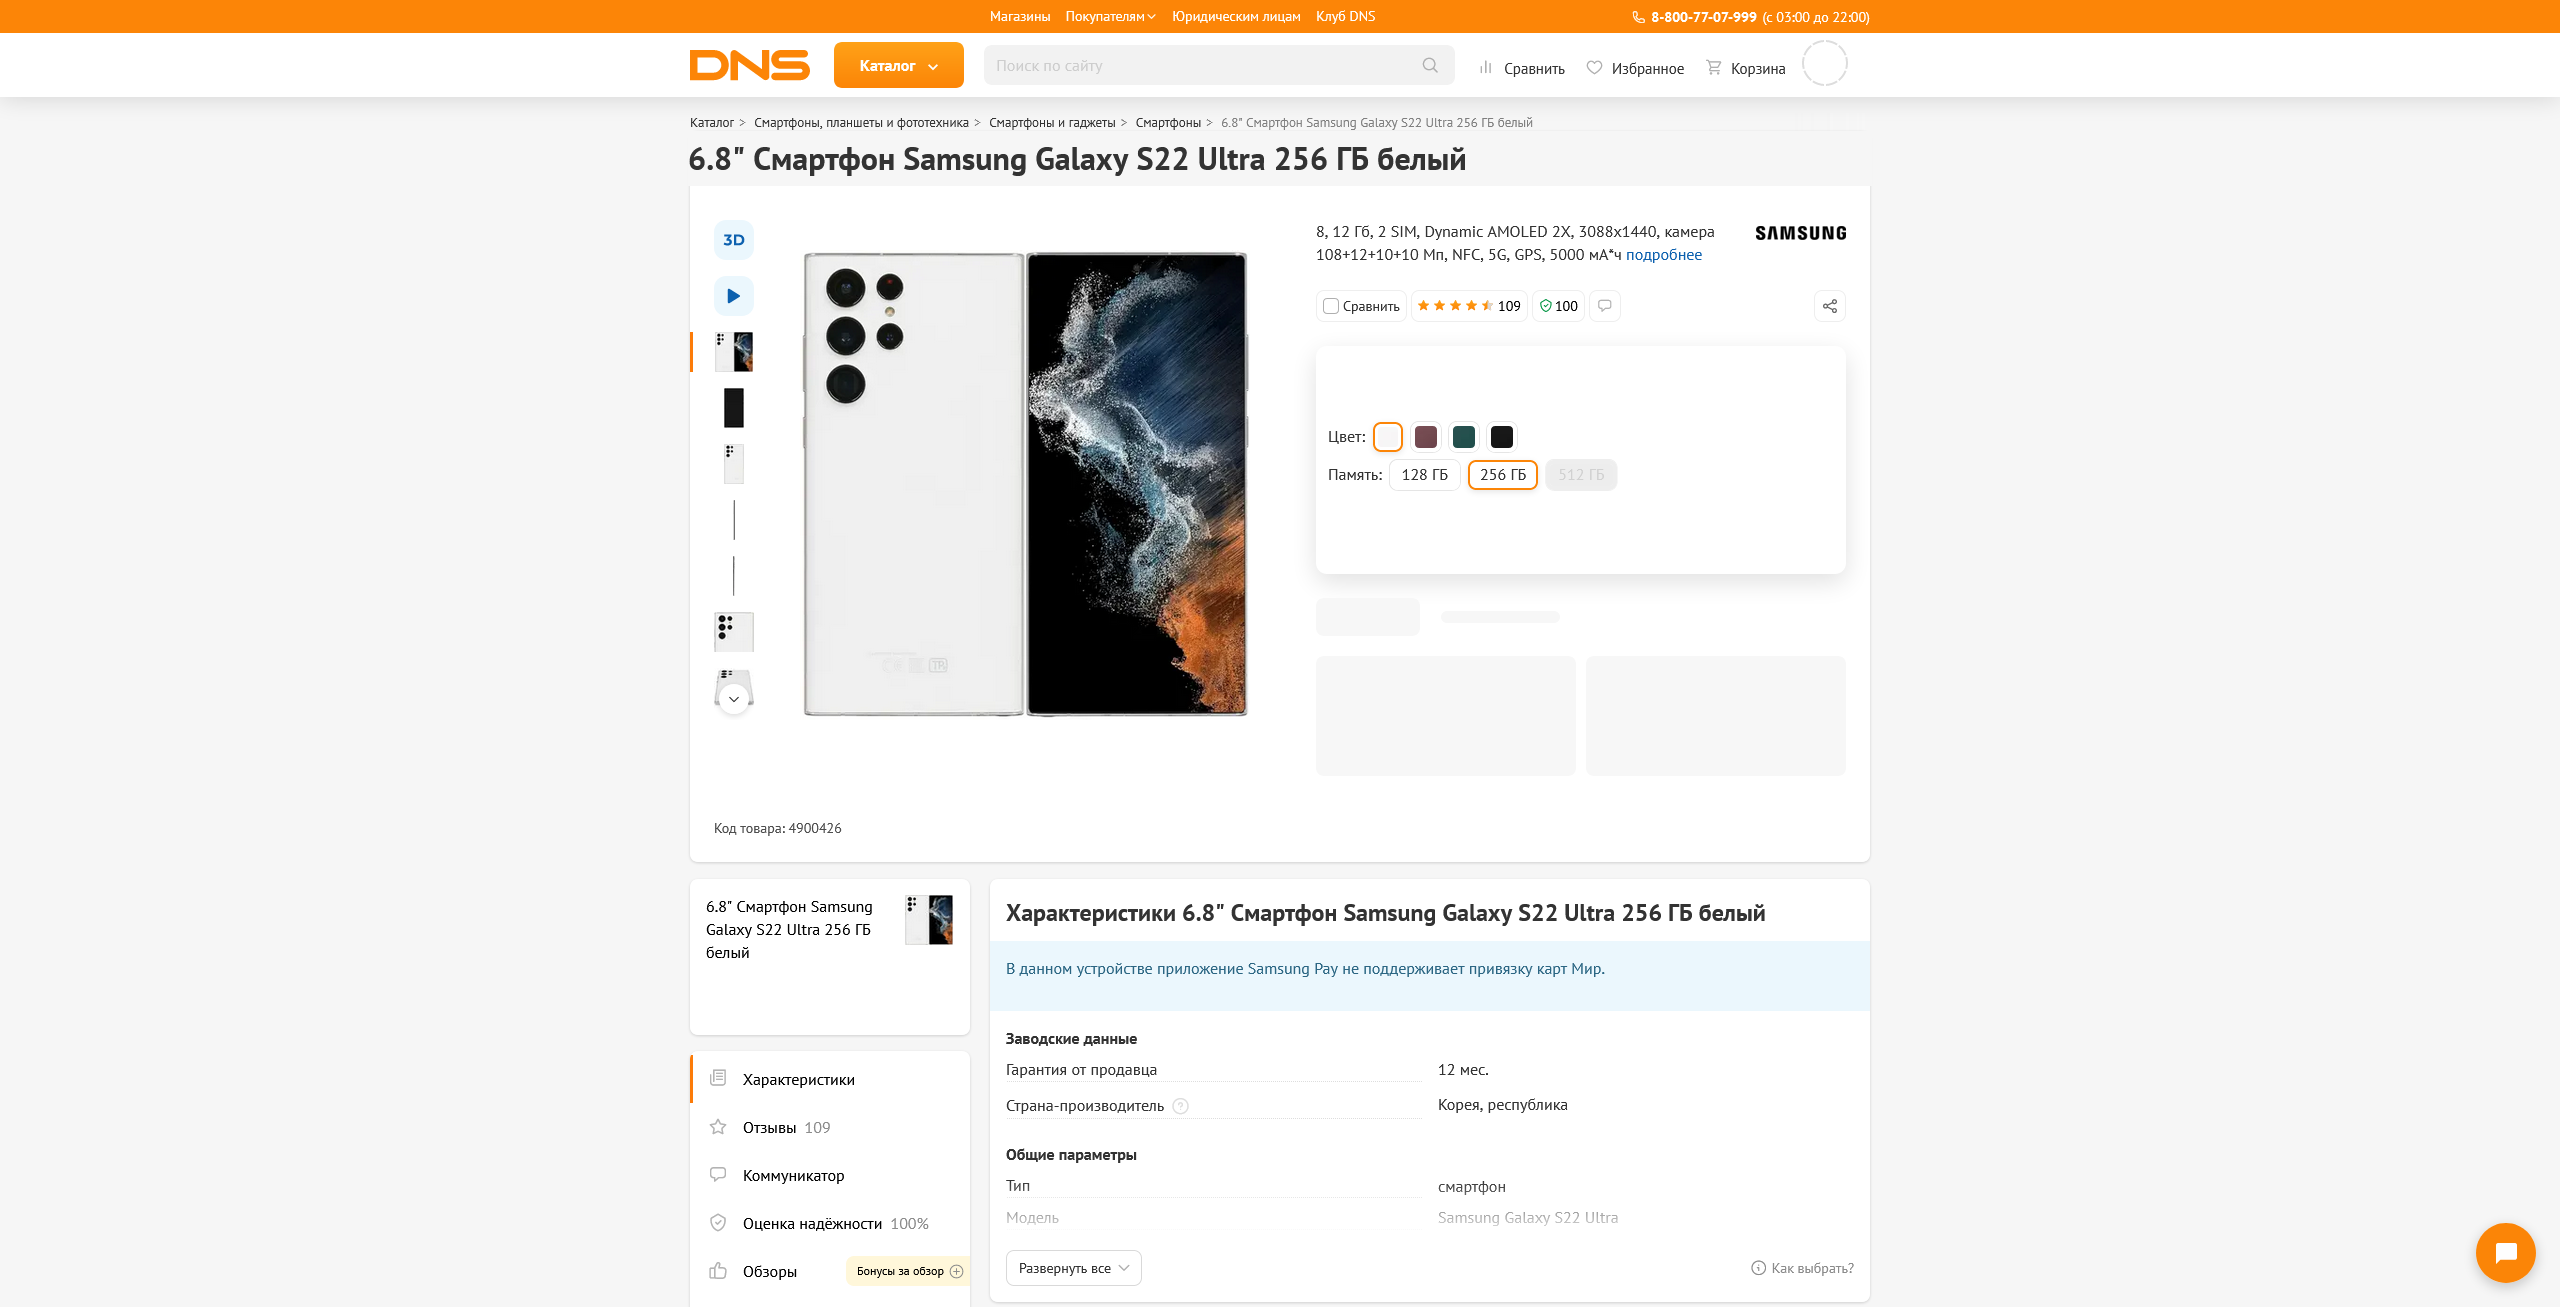 Магазины Покупателям Юридическим лицам Клуб DNS 8-800-77-07-999 (с 03:00 до 22:00)
DNS Каталог Поиск по сайту Сравнить Избранное Корзина
Каталог > Смартфоны, планшеты и фототехника > Смартфоны и гаджеты > Смартфоны > 6.8" Смартфон Samsung Galaxy S22 Ultra 256 ГБ белый
6.8" Смартфон Samsung Galaxy S22 Ultra 256 ГБ белый
3D
8, 12 Гб, 2 SIM, Dynamic AMOLED 2X, 3088x1440, камера
108+12+10+10 Мп, NFC, 5G, GPS, 5000 мА*ч подробнее
SAMSUNG
Сравнить 109 100
Цвет:
Память: 128 ГБ 256 ГБ 512 ГБ
Код товара: 4900426
6.8" Смартфон Samsung
Galaxy S22 Ultra 256 ГБ
белый
Характеристики
Отзывы 109
Коммуникатор
Оценка надёжности 100%
Обзоры Бонусы за обзор
Характеристики 6.8" Смартфон Samsung Galaxy S22 Ultra 256 ГБ белый
В данном устройстве приложение Samsung Pay не поддерживает привязку карт Мир.
Заводские данные
Гарантия от продавца 12 мес.
Страна-производитель ? Корея, республика
Общие параметры
Тип смартфон
Модель Samsung Galaxy S22 Ultra
Развернуть все Как выбрать?